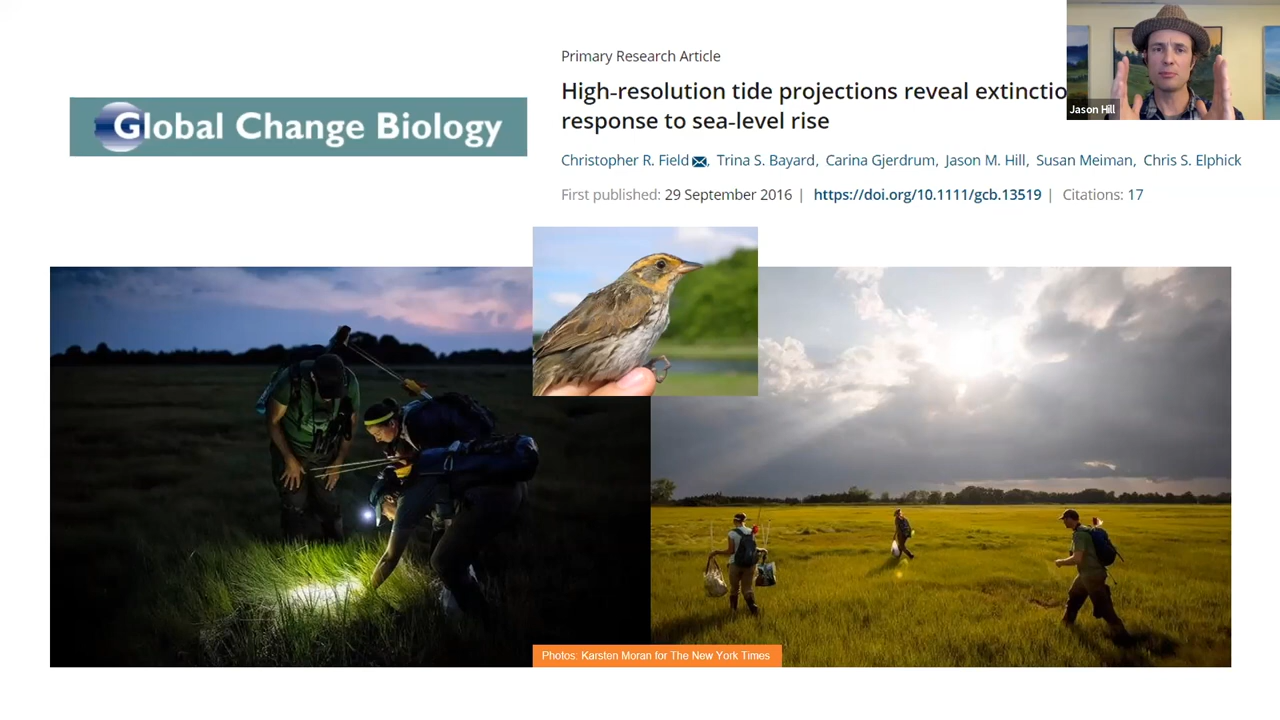 Primary Research Article
High-resolution tide projections reveal
response to sea-level rise
Global Change Biology
Christopher R. Field, Trina S. Bayard, Carina Gjerdrum, Jason M. Hill, Susan Meiman, Chris S. Elphick
First published: 29 September 2016 | https://doi.org/10.1111/gcb.13519 | Citations: 17
Jason Hill
Photos: Karsten Moran for The New York Times